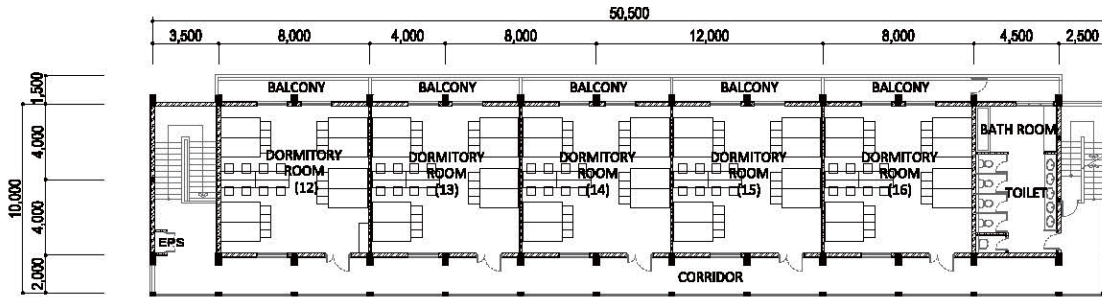 50,500
3,500 8,000 4,000 8,000 12,000 8,000 4,500 2,500
1,500
4,000
4,000
2,000
10,000
BALCONY BALCONY BALCONY BALCONY BALCONY
BATH ROOM
DORMITORY ROOM (12)
DORMITORY ROOM (13)
DORMITORY ROOM (14)
DORMITORY ROOM (15)
DORMITORY ROOM (16)
TOILET
EPS
CORRIDOR